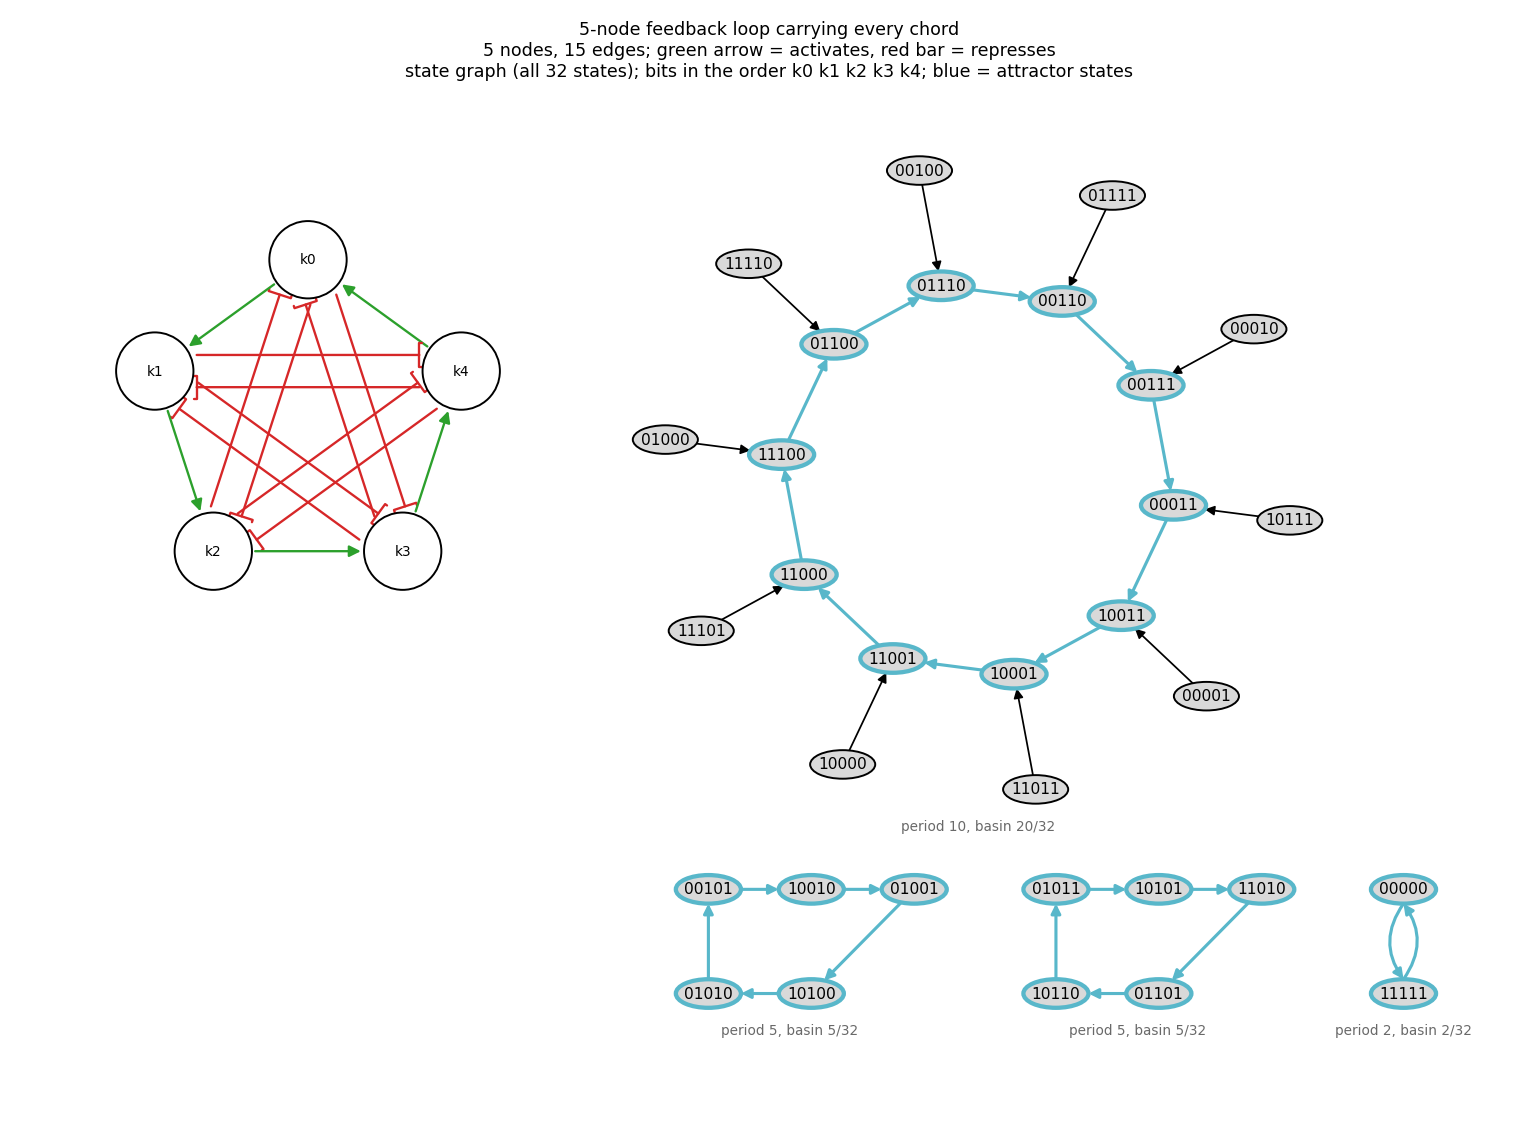 5-node feedback loop carrying every chord
5 nodes, 15 edges; green arrow = activates, red bar = represses
state graph (all 32 states); bits in the order k0 k1 k2 k3 k4; blue = attractor states
k0
k1
k4
k2
k3
00100
01111
11110
01110
00110
00010
01100
00111
01000
11100
00011
10111
11000
11101
10011
11001
10001
00001
10000
11011
period 10, basin 20/32
00101
10010
01001
01010
10100
period 5, basin 5/32
01011
10101
11010
10110
01101
period 5, basin 5/32
00000
11111
period 2, basin 2/32